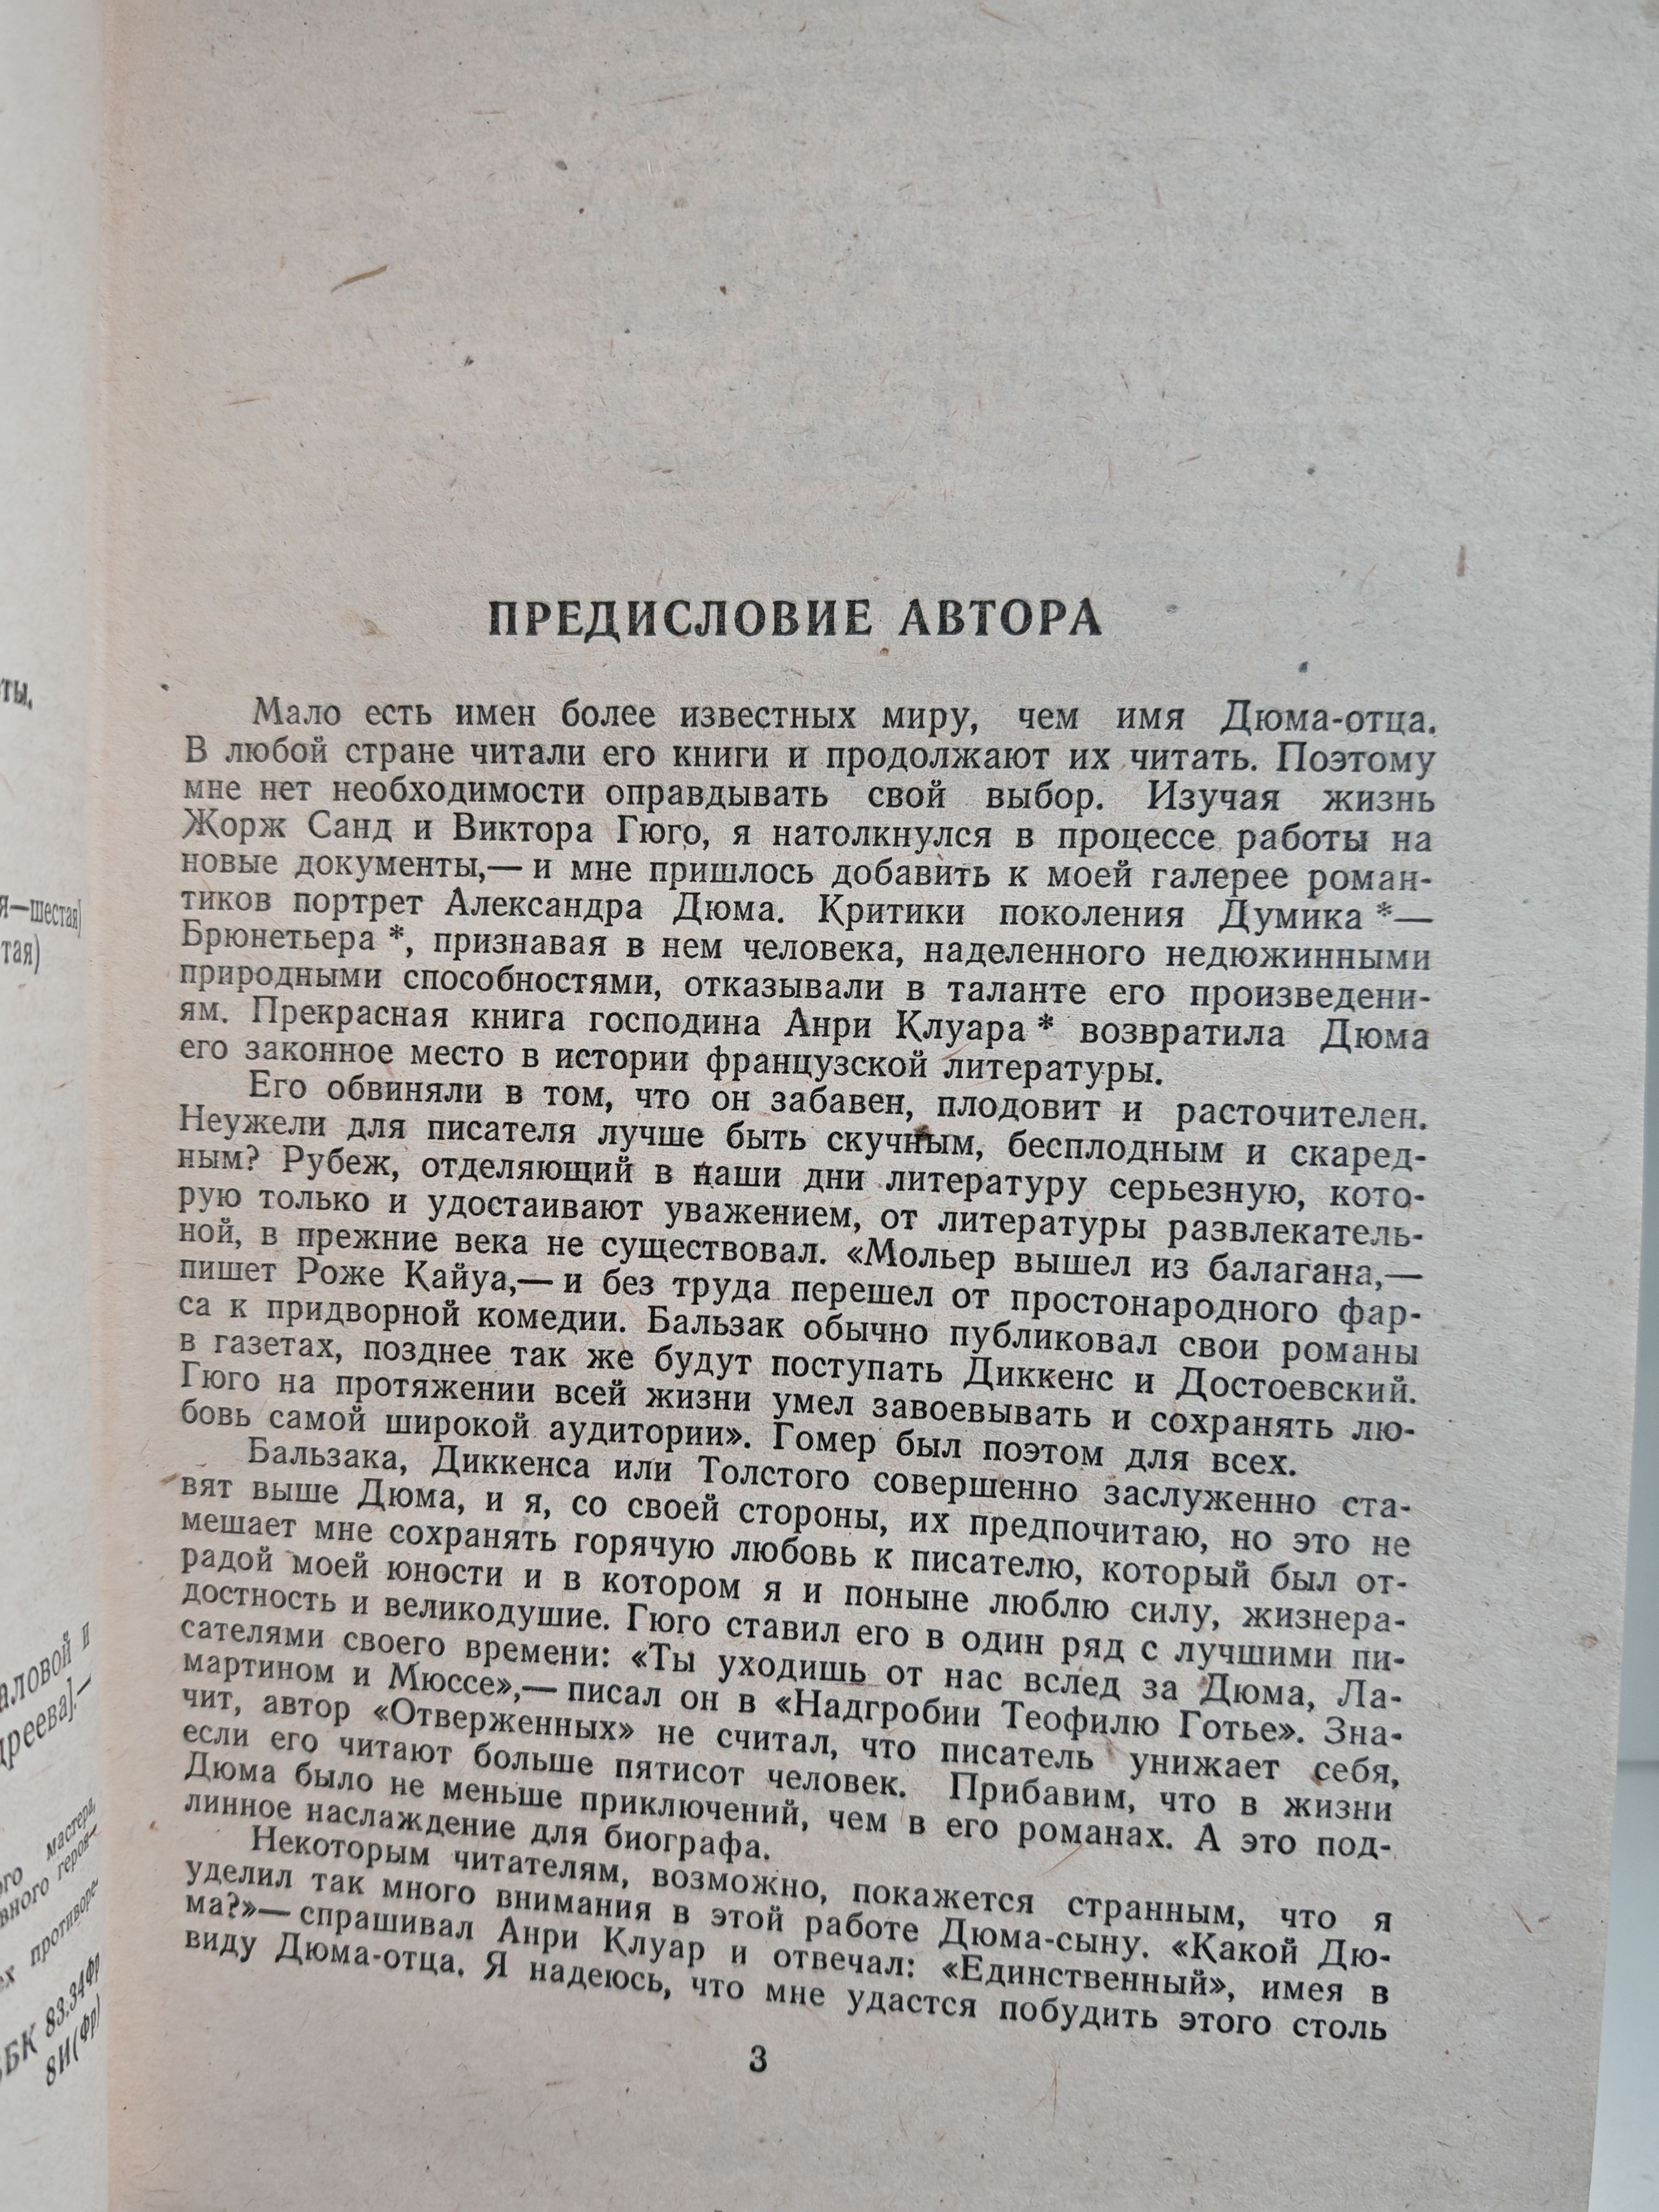 ПРЕДИСЛОВИЕ АВТОРА
Мало есть имен более известных миру, чем имя Дюма-отца.
В любой стране читали его книги и продолжают их читать. Поэтому
мне нет необходимости оправдывать свой выбор. Изучая жизнь
Жорж Санд и Виктора Гюго, я натолкнулся в процессе работы на
новые документы,— и мне пришлось добавить к моей галерее роман-
тиков портрет Александра Дюма. Критики поколения Думика *—
Брюнетьера *, признавая в нем человека, наделенного недюжинными
природными способностями, отказывали в таланте его произведени-
ям. Прекрасная книга господина Анри Клуара * возвратила Дюма
его законное место в истории французской литературы.
Его обвиняли в том, что он забавен, плодовит и расточителен.
Неужели для писателя лучше быть скучным, бесплодным и скаред-
ным? Рубеж, отделяющий в наши дни литературу серьезную, кото-
рую только и удостаивают уважением, от литературы развлекатель-
ной, в прежние века не существовал. «Мольер вышел из балагана,—
пишет Роже Кайуа,— и без труда перешел от простонародного фар-
са к придворной комедии. Бальзак обычно публиковал свои романы
в газетах, позднее так же будут поступать Диккенс и Достоевский.
Гюго на протяжении всей жизни умел завоевывать и сохранять лю-
бовь самой широкой аудитории». Гомер был поэтом для всех.
Бальзака, Диккенса или Толстого совершенно заслуженно ста-
вят выше Дюма, и я, со своей стороны, их предпочитаю, но это не
мешает мне сохранять горячую любовь к писателю, который был от-
радой моей юности и в котором я и поныне люблю силу, жизнера-
достность и великодушие. Гюго ставил его в один ряд с лучшими пи-
сателями своего времени: «Ты уходишь от нас вслед за Дюма, Ла-
мартином и Мюссе»,— писал он в «Надгробии Теофилю Готье». Зна-
чит, автор «Отверженных» не считал, что писатель унижает себя,
если его читают больше пятисот человек. Прибавим, что в жизни
Дюма было не меньше приключений, чем в его романах. А это под-
линное наслаждение для биографа.
Некоторым читателям, возможно, покажется странным, что я
уделил так много внимания в этой работе Дюма-сыну. «Какой Дю-
ма?»— спрашивал Анри Клуар и отвечал: «Единственный», имея в
виду Дюма-отца. Я надеюсь, что мне удастся побудить этого столь
3